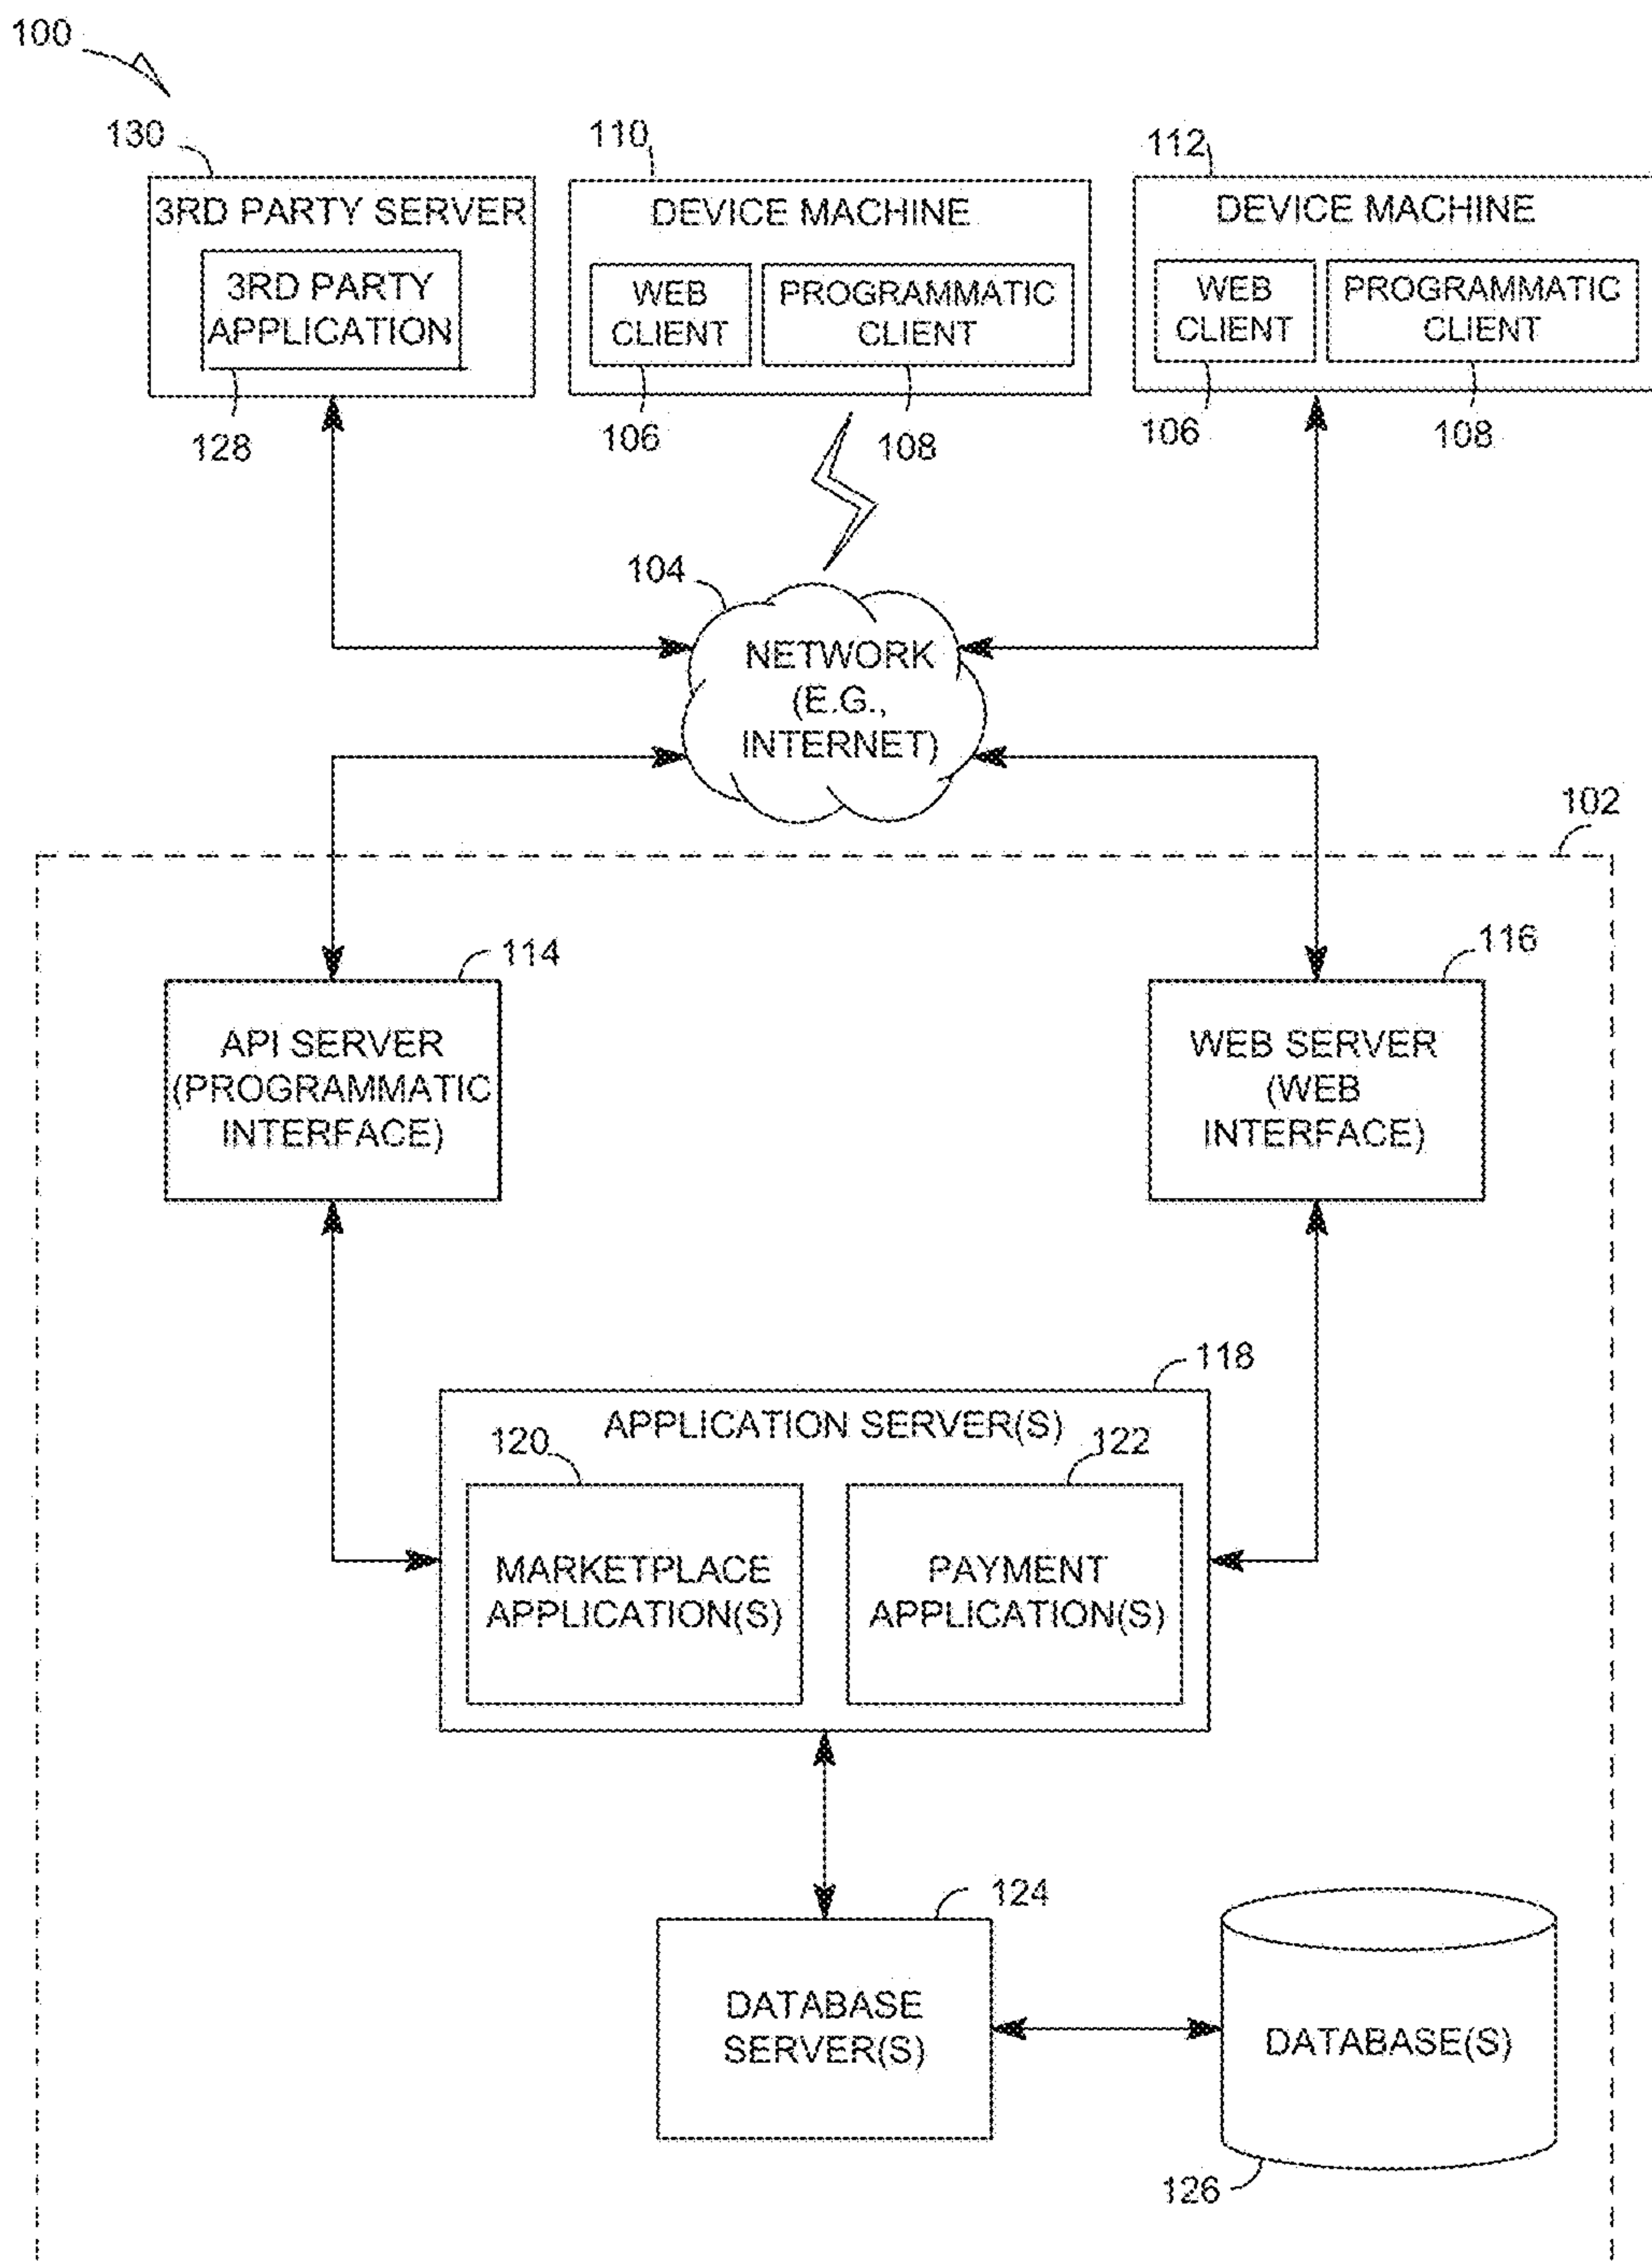 100
130
110
112
3RD PARTY SERVER
3RD PARTY
APPLICATION
128
DEVICE MACHINE
WEB
CLIENT
PROGRAMMATIC
CLIENT
106
108
DEVICE MACHINE
WEB
CLIENT
PROGRAMMATIC
CLIENT
106
108
104
NETWORK
(E.G.,
INTERNET)
102
114
API SERVER
(PROGRAMMATIC
INTERFACE)
116
WEB SERVER
(WEB
INTERFACE)
118
APPLICATION SERVER(S)
120
122
MARKETPLACE
APPLICATION(S)
PAYMENT
APPLICATION(S)
124
DATABASE
SERVER(S)
DATABASE(S)
126